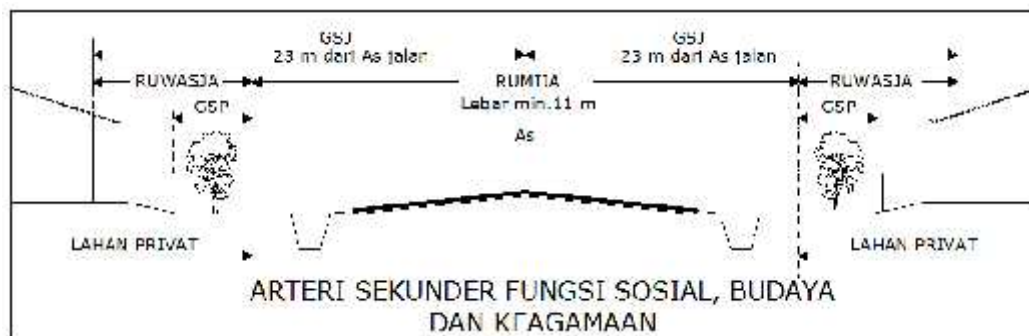 GSJ GSJ
23 m dari As jalan 23 m dari As jalan
RUWASJA RUMIJA RUWASJA
GSP Lebar min.11 m GSP
As
LAHAN PRIVAT LAHAN PRIVAT
ARTERI SEKUNDER FUNGSI SOSIAL, BUDAYA
DAN KEAGAMAAN